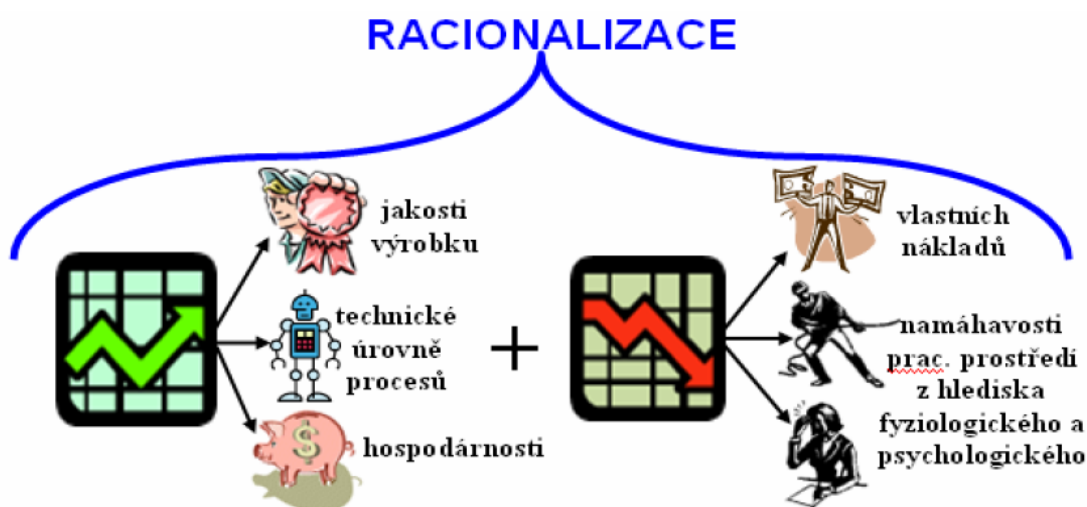 RACIONALIZACE
jakosti
výrobku
technické
úrovně
procesů
hospodárnosti
+
vlastních
nákladů
namáhavosti
prac. prostředí
z hlediska
fyziologického a
psychologického